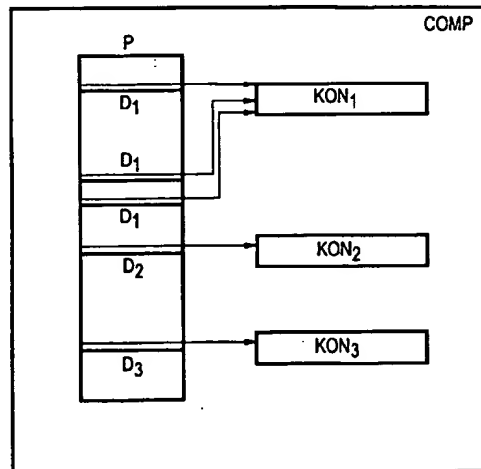 COMP
P
D₁
KON₁
D₁
D₁
D₂
KON₂
D₃
KON₃